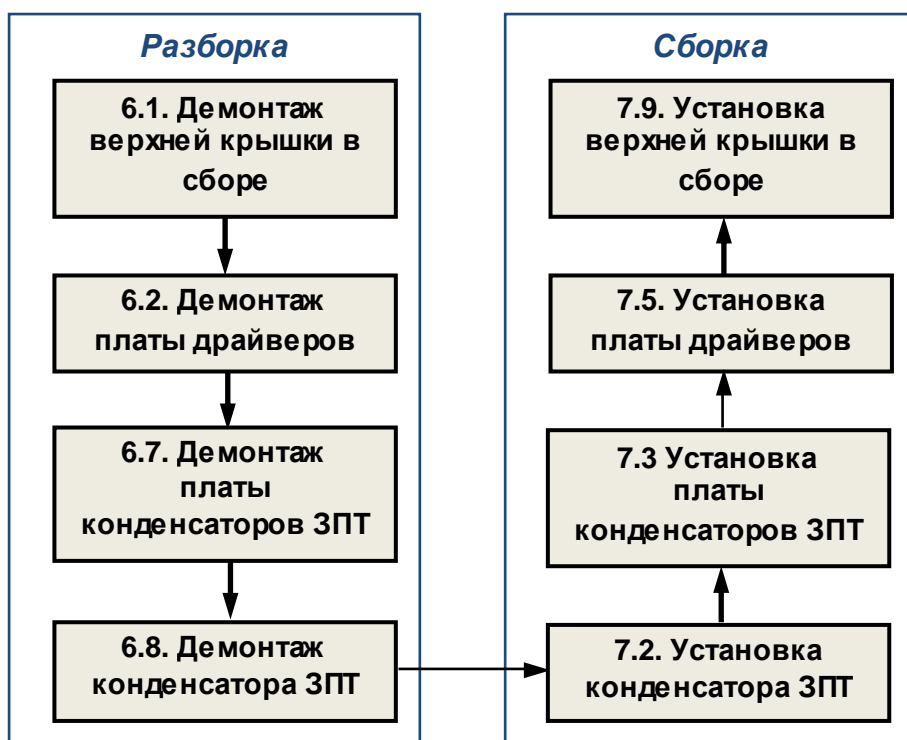 Разборка
6.1. Демонтаж
верхней крышки в
сборе
6.2. Демонтаж
платы драйверов
6.7. Демонтаж
платы
конденсаторов ЗПТ
6.8. Демонтаж
конденсатора ЗПТ
Сборка
7.9. Установка
верхней крышки в
сборе
7.5. Установка
платы драйверов
7.3 Установка
платы
конденсаторов ЗПТ
7.2. Установка
конденсатора ЗПТ